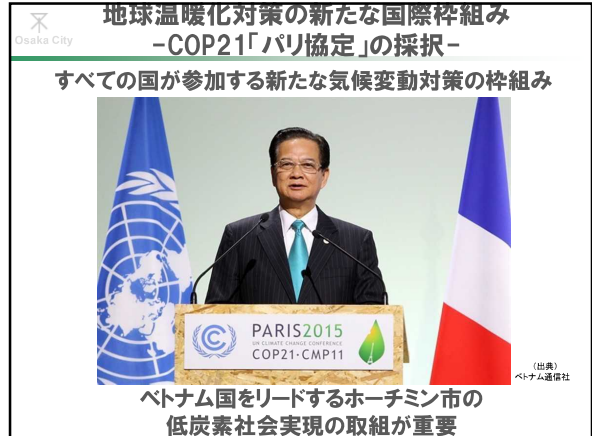 Osaka City
地球温暖化対策の新たな国際枠組み
-COP21「パリ協定」の採択-
すべての国が参加する新たな気候変動対策の枠組み
PARIS2015
UN CLIMATE CHANGE CONFERENCE
COP21·CMP11
（出典）
ベトナム通信社
ベトナム国をリードするホーチミン市の
低炭素社会実現の取組が重要